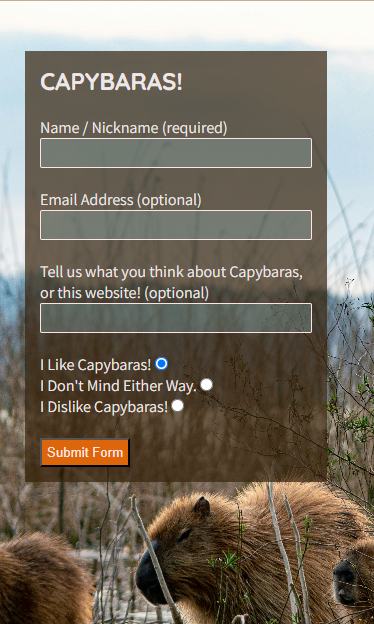 CAPYBARAS!
Name / Nickname (required)
Email Address (optional)
Tell us what you think about Capybaras,
or this website! (optional)
I Like Capybaras!
I Don't Mind Either Way.
I Dislike Capybaras!
Submit Form